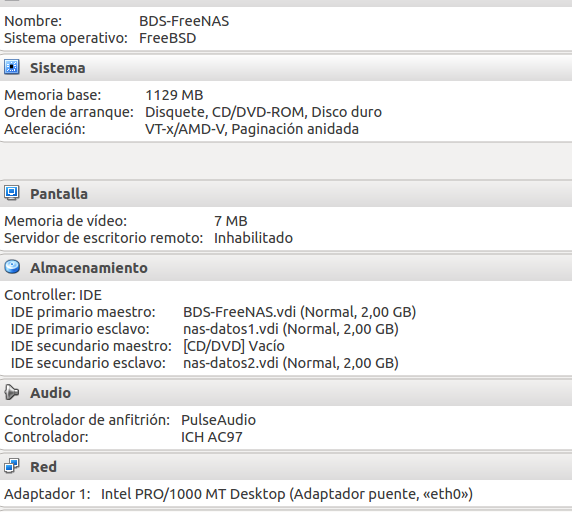 Nombre: BDS-FreeNAS
Sistema operativo: FreeBSD
Sistema
Memoria base: 1129 MB
Orden de arranque: Disquete, CD/DVD-ROM, Disco duro
Aceleración: VT-x/AMD-V, Paginación anidada
Pantalla
Memoria de vídeo: 7 MB
Servidor de escritorio remoto: Inhabilitado
Almacenamiento
Controller: IDE
IDE primario maestro: BDS-FreeNAS.vdi (Normal, 2,00 GB)
IDE primario esclavo: nas-datos1.vdi (Normal, 2,00 GB)
IDE secundario maestro: [CD/DVD] Vacío
IDE secundario esclavo: nas-datos2.vdi (Normal, 2,00 GB)
Audio
Controlador de anfitrión: PulseAudio
Controlador: ICH AC97
Red
Adaptador 1: Intel PRO/1000 MT Desktop (Adaptador puente, «eth0»)